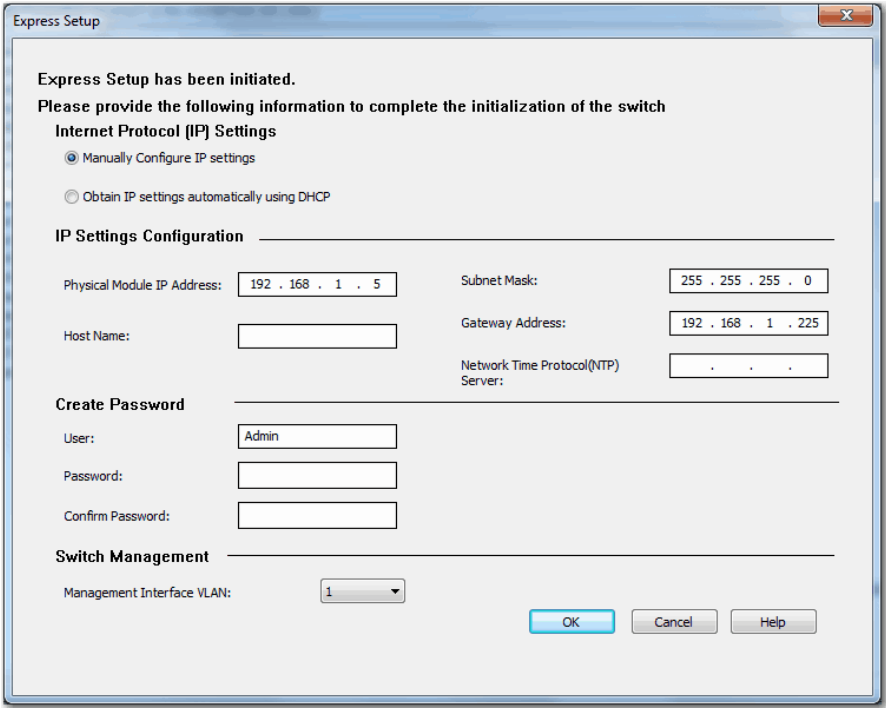 Express Setup
Express Setup has been initiated.
Please provide the following information to complete the initialization of the switch
Internet Protocol (IP) Settings
Manually Configure IP settings
Obtain IP settings automatically using DHCP
IP Settings Configuration
Physical Module IP Address: 192 . 168 . 1 . 5
Subnet Mask: 255 . 255 . 255 . 0
Host Name:
Gateway Address: 192 . 168 . 1 . 225
Network Time Protocol(NTP)
Server: . . .
Create Password
User: Admin
Password:
Confirm Password:
Switch Management
Management Interface VLAN: 1
OK Cancel Help